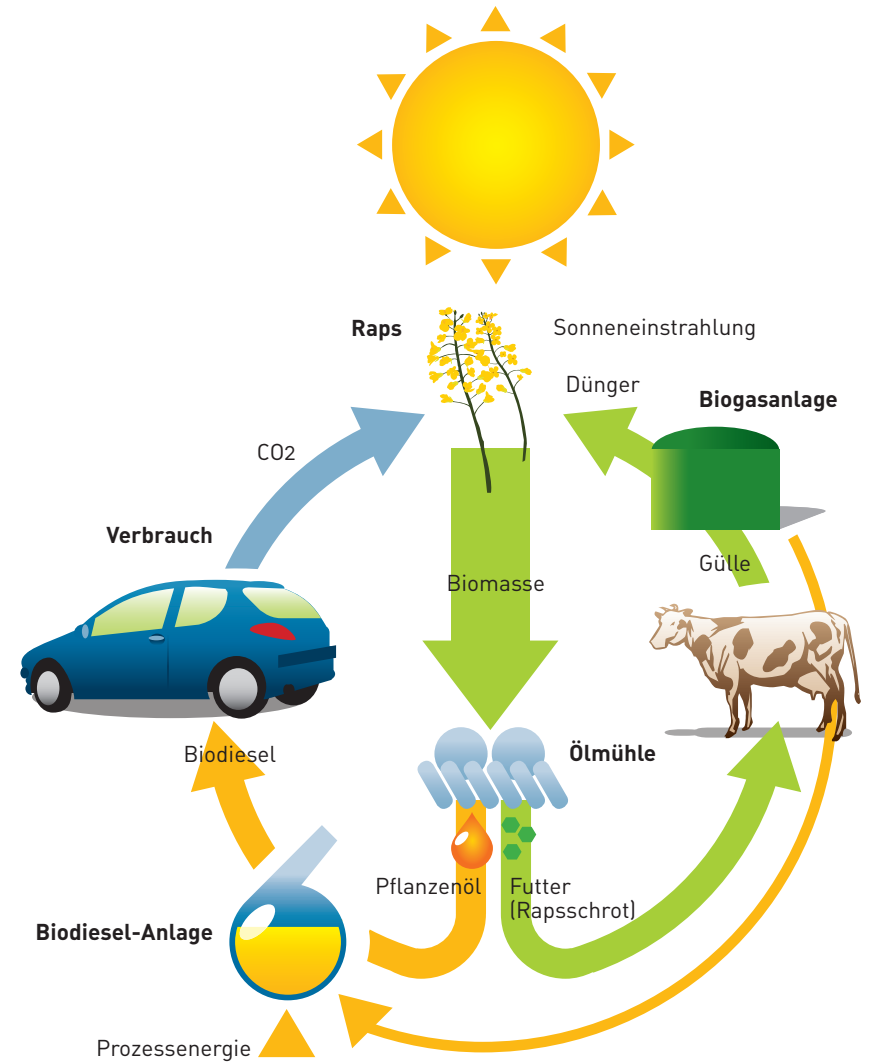 Raps
Sonneneinstrahlung
Dünger
Biogasanlage
CO2
Verbrauch
Gülle
Biomasse
Biodiesel
Ölmühle
Pflanzenöl
Futter
(Rapsschrot)
Biodiesel-Anlage
Prozessenergie